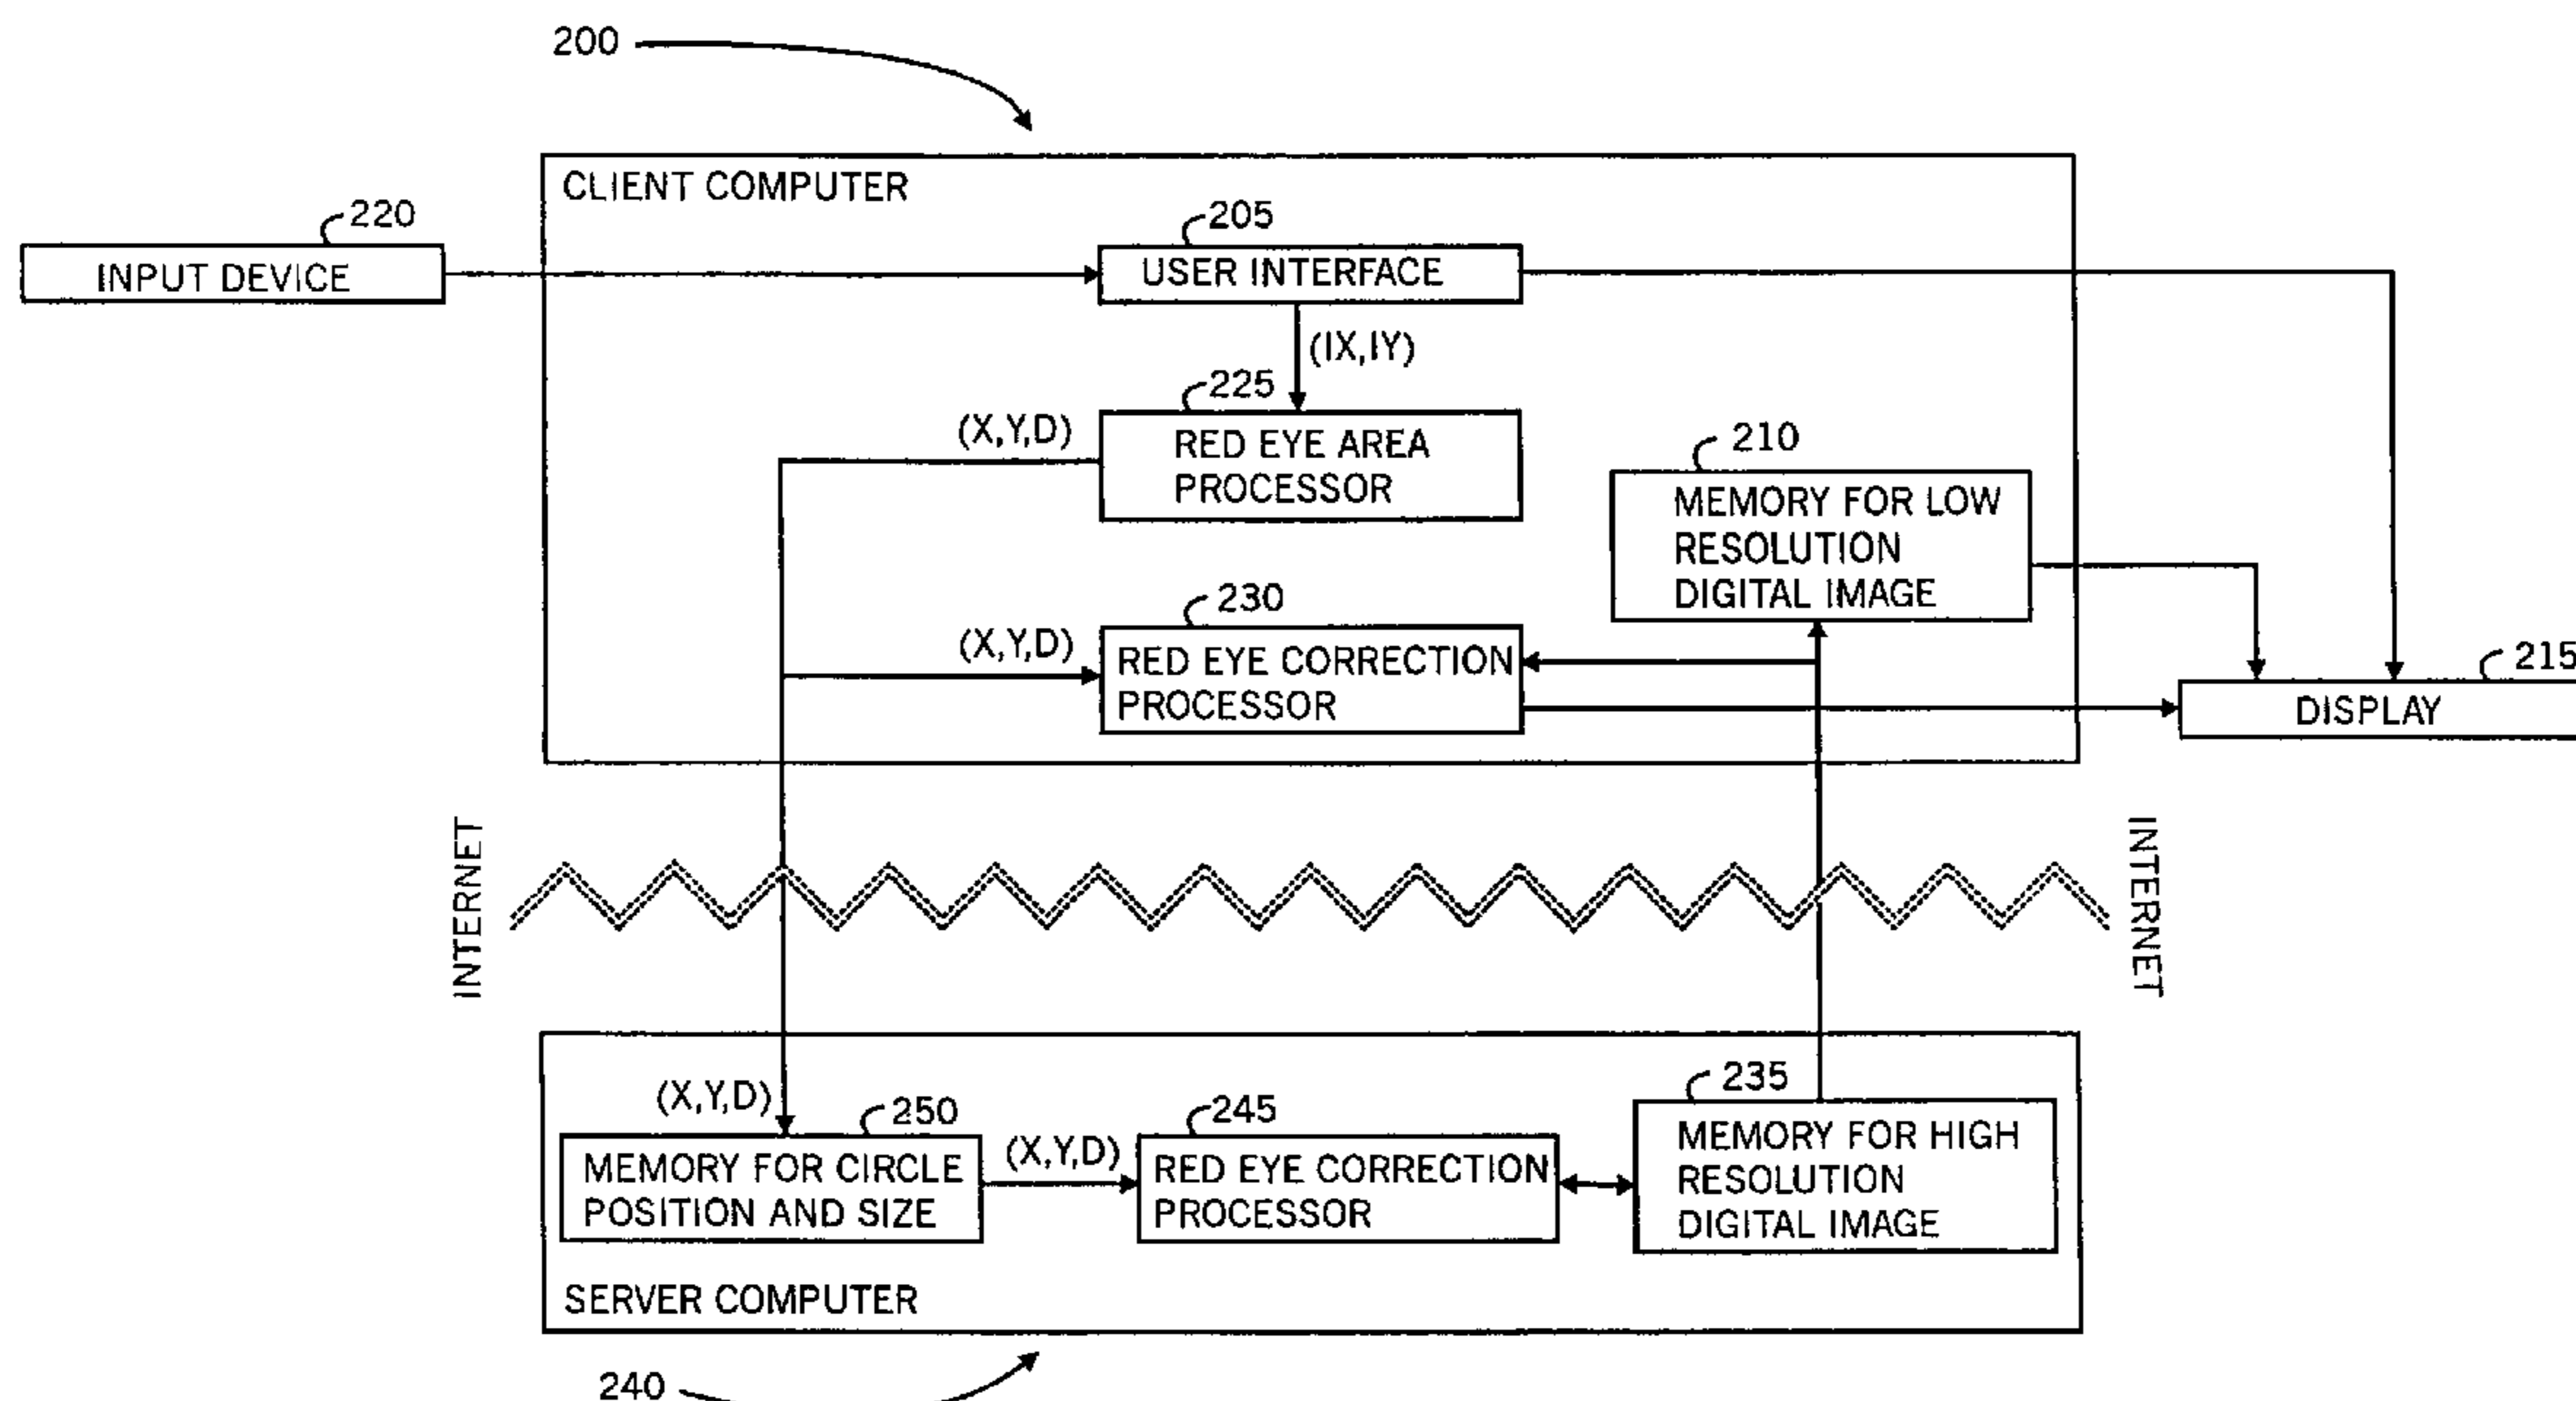 200
CLIENT COMPUTER
220
INPUT DEVICE
205
USER INTERFACE
(IX,IY)
225
(X,Y,D)
RED EYE AREA
PROCESSOR
210
MEMORY FOR LOW
RESOLUTION
DIGITAL IMAGE
230
(X,Y,D)
RED EYE CORRECTION
PROCESSOR
215
DISPLAY
INTERNET
INTERNET
(X,Y,D)
250
MEMORY FOR CIRCLE
POSITION AND SIZE
(X,Y,D)
245
RED EYE CORRECTION
PROCESSOR
235
MEMORY FOR HIGH
RESOLUTION
DIGITAL IMAGE
SERVER COMPUTER
240